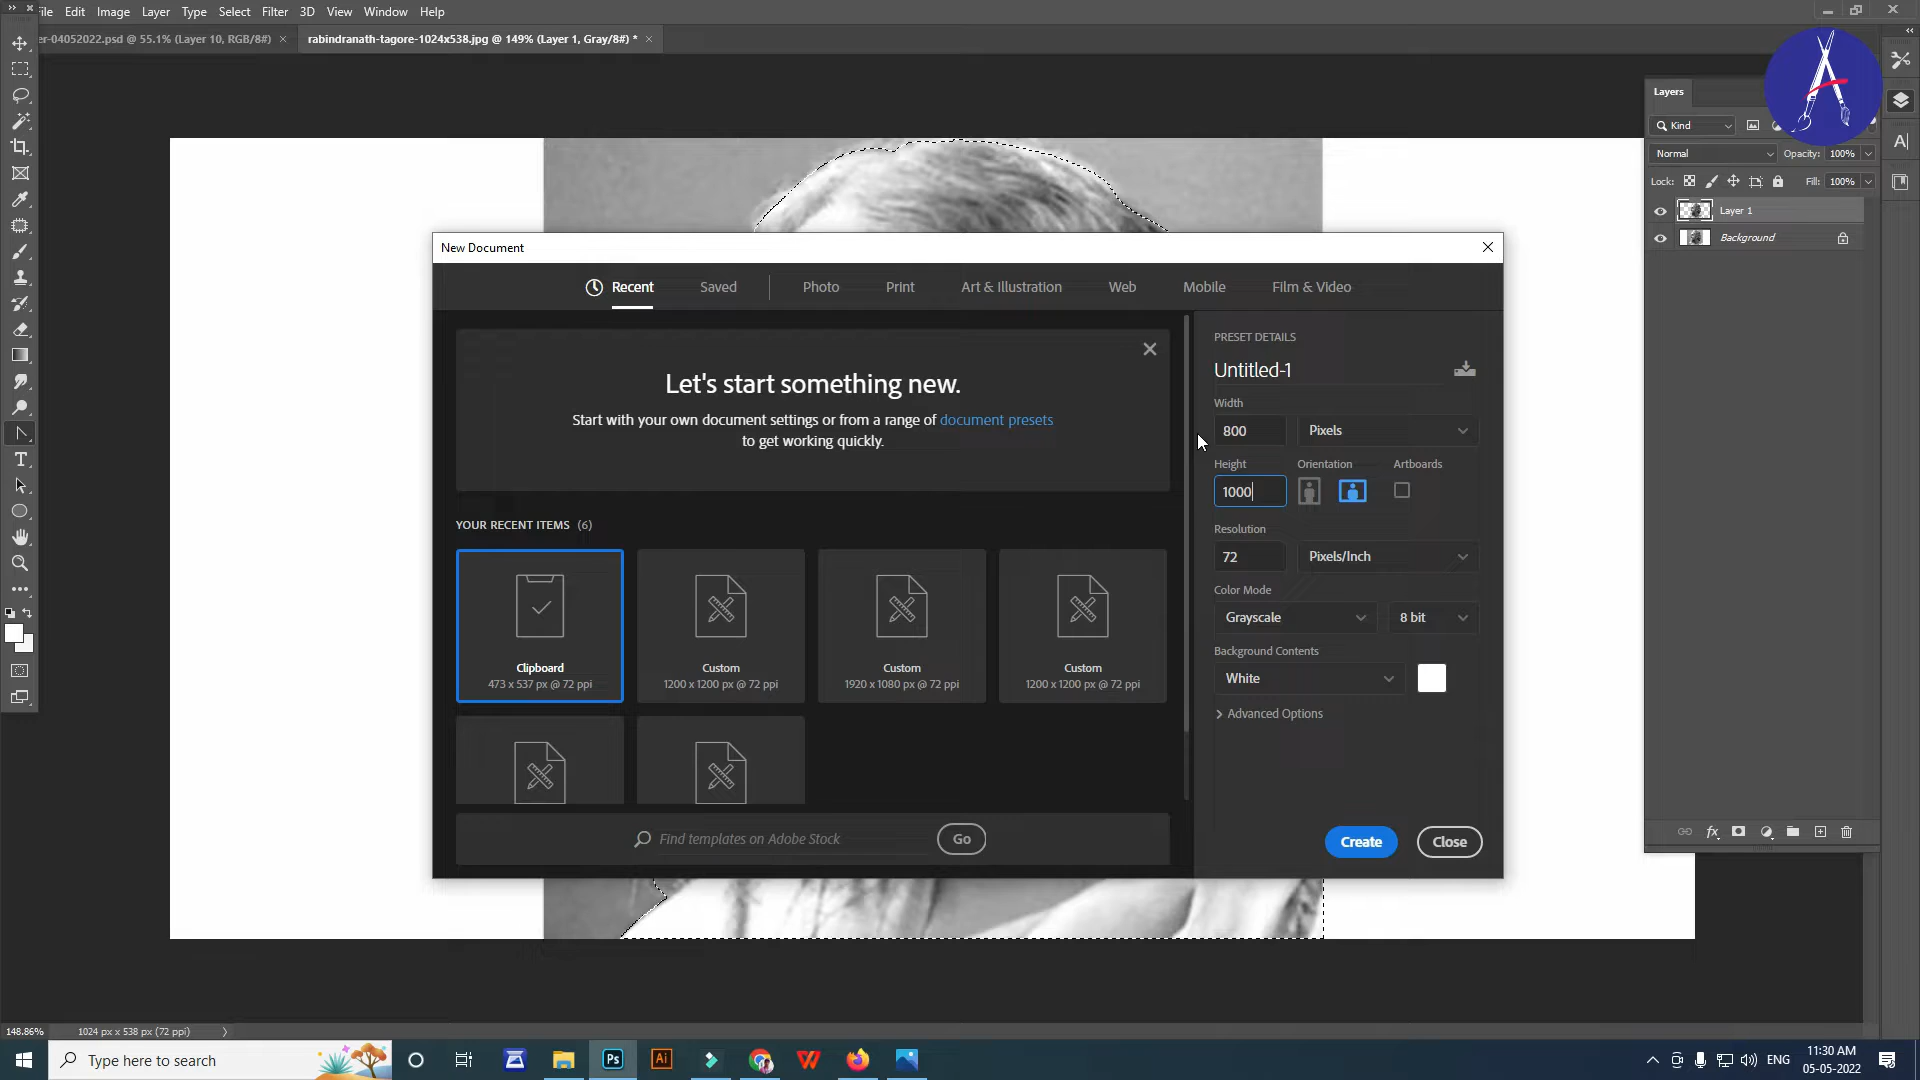 ile Edit Image Layer Type Select Filter 3D View Window Help
er-04052022.psd @ 55.1% (Layer 10, RGB/8#) × rabindranath-tagore-1024x538.jpg @ 149% (Layer 1, Gray/8#) * ×
Layers
Kind
Normal Opacity: 100%
Lock: Fill: 100%
Layer 1
Background
New Document
Recent Saved Photo Print Art & Illustration Web Mobile Film & Video
Let's start something new.
Start with your own document settings or from a range of document presets
to get working quickly.
YOUR RECENT ITEMS (6)
Clipboard
473 x 537 px @ 72 ppi
Custom
1200 x 1200 px @ 72 ppi
Custom
1920 x 1080 px @ 72 ppi
Custom
1200 x 1200 px @ 72 ppi
Find templates on Adobe Stock Go
PRESET DETAILS
Untitled-1
Width
800 Pixels
Height Orientation Artboards
1000
Resolution
72 Pixels/Inch
Color Mode
Grayscale 8 bit
Background Contents
White
Advanced Options
Create Close
148.86% 1024 px x 538 px (72 ppi)
Type here to search
Ps
Ai
ENG
11:30 AM
05-05-2022